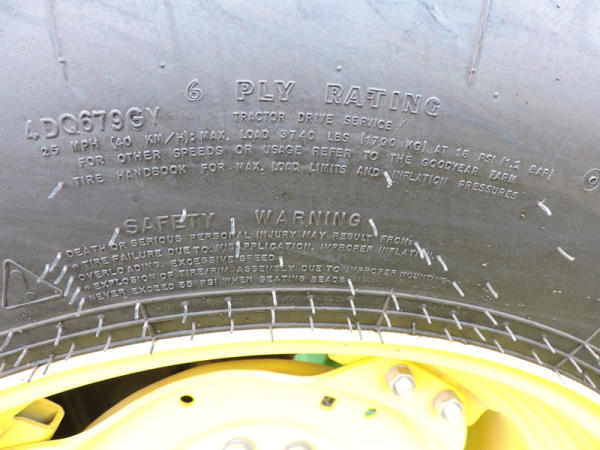 6 PLY RATING
4DQ679GY
TRACTOR DRIVE SERVICE
25 MPH (40 KM/H): MAX. LOAD 3740 LBS (1700 KG) AT 18 PSI (1.2 BAR)
FOR OTHER SPEEDS OR USAGE REFER TO THE GOODYEAR FARM
TIRE HANDBOOK FOR MAX. LOAD LIMITS AND INFLATION PRESSURES
SAFETY WARNING
DEATH OR SERIOUS PERSONAL INJURY MAY RESULT FROM:
• TIRE FAILURE DUE TO MISAPPLICATION, IMPROPER INFLATION,
OVERLOADING, EXCESSIVE SPEED
• EXPLOSION OF TIRE/RIM ASSEMBLY DUE TO IMPROPER MOUNTING.
NEVER EXCEED 35 PSI WHEN SEATING BEADS